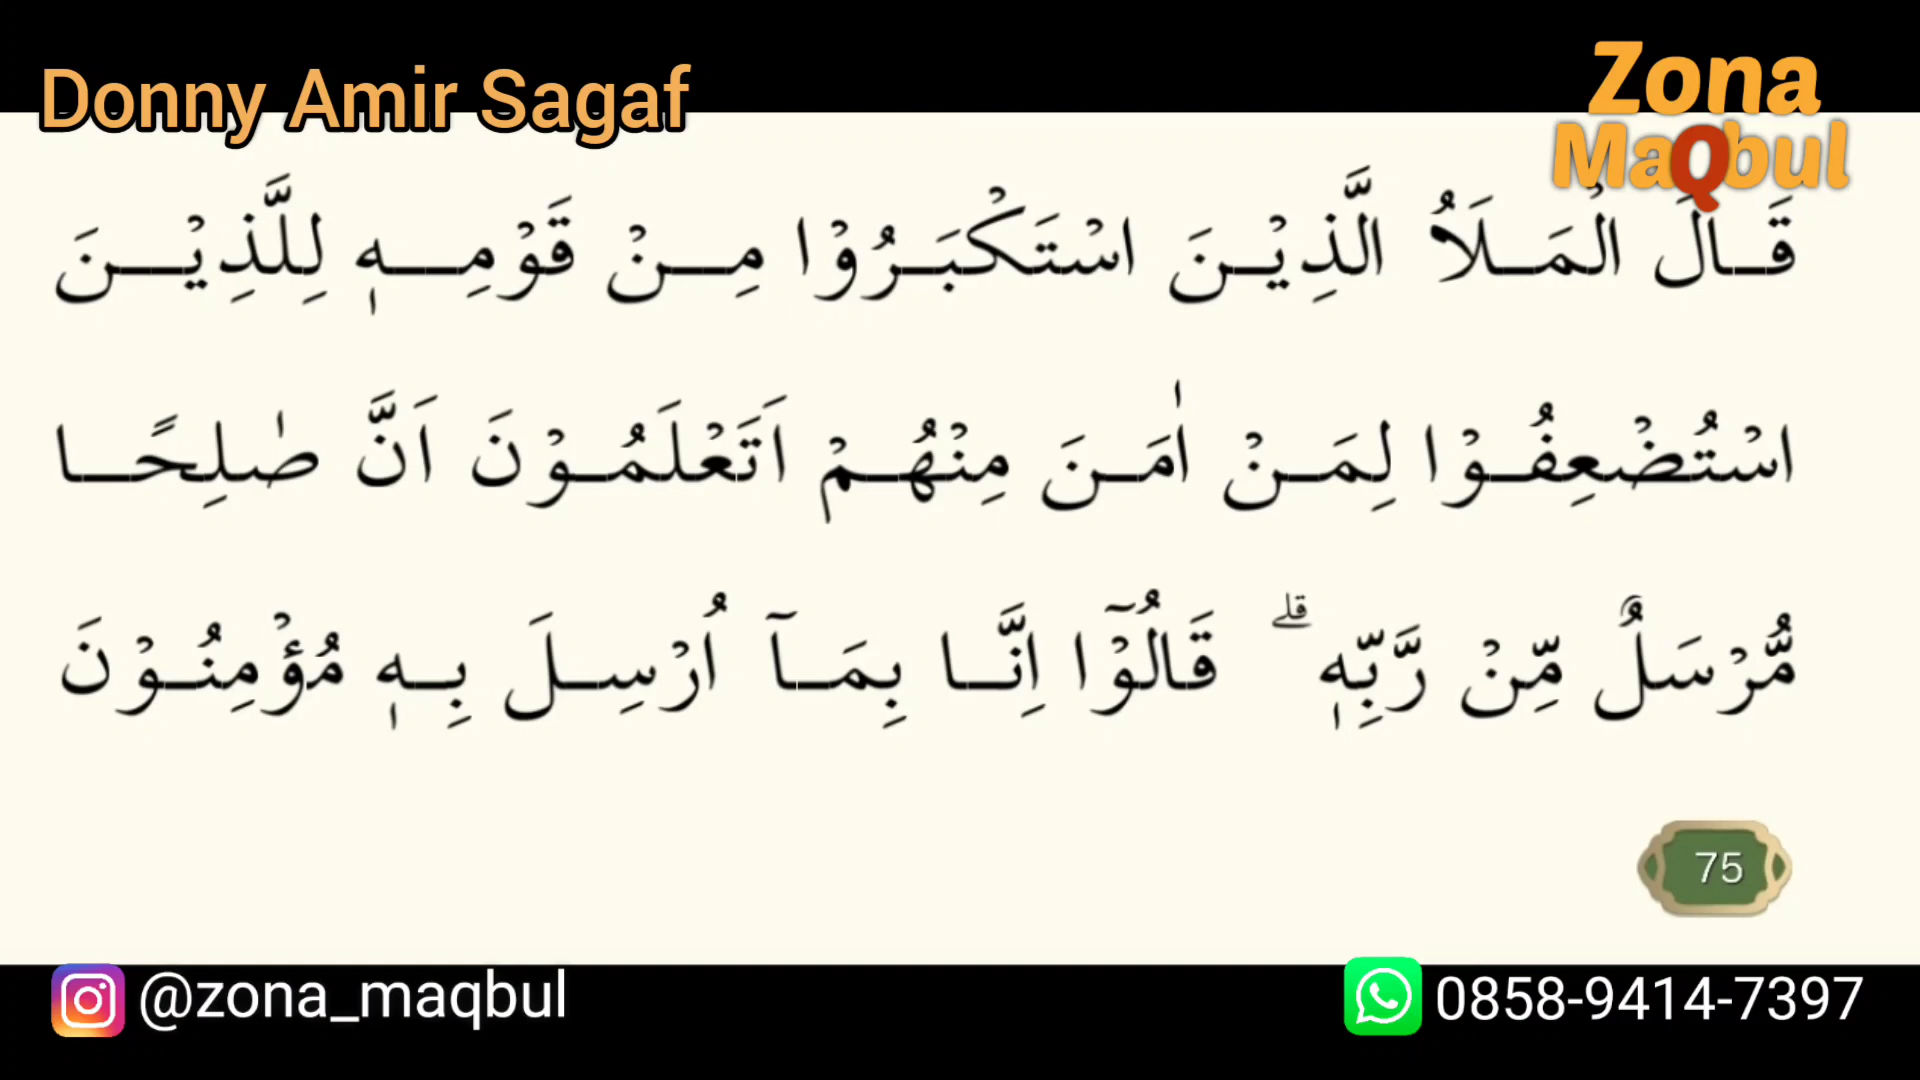 Donny Amir Sagaf
Zona
MaQbul
قَالَ الْمَلَاُ الَّذِيْنَ اسْتَكْبَرُوْا مِنْ قَوْمِهٖ لِلَّذِيْنَ
اسْتُضْعِفُوْا لِمَنْ اٰمَنَ مِنْهُمْ اَتَعْلَمُوْنَ اَنَّ صٰلِحًا
مُّرْسَلٌ مِّنْ رَّبِّهٖ ۗ قَالُوْٓا اِنَّا بِمَآ اُرْسِلَ بِهٖ مُؤْمِنُوْنَ
75
@zona_maqbul
0858-9414-7397